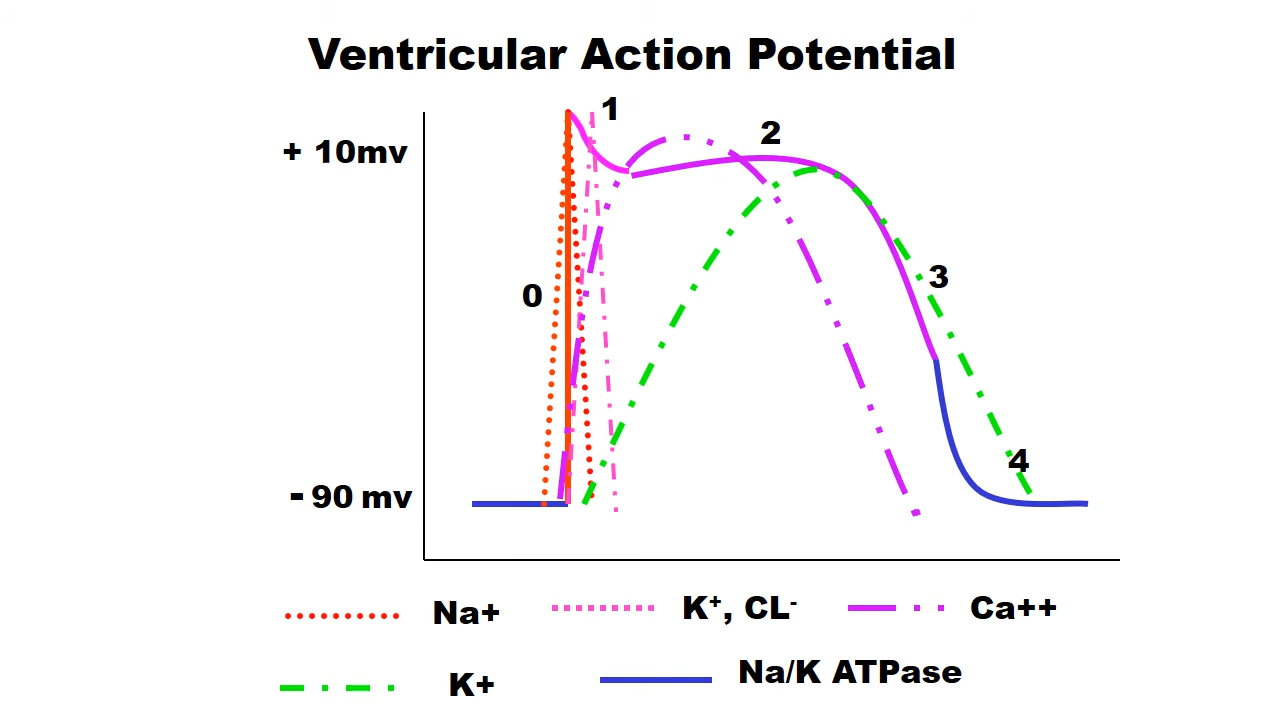 Ventricular Action Potential
1
2
+ 10mv
3
0
4
- 90 mv
Na+
K⁺, CL⁻
Ca++
K+
Na/K ATPase